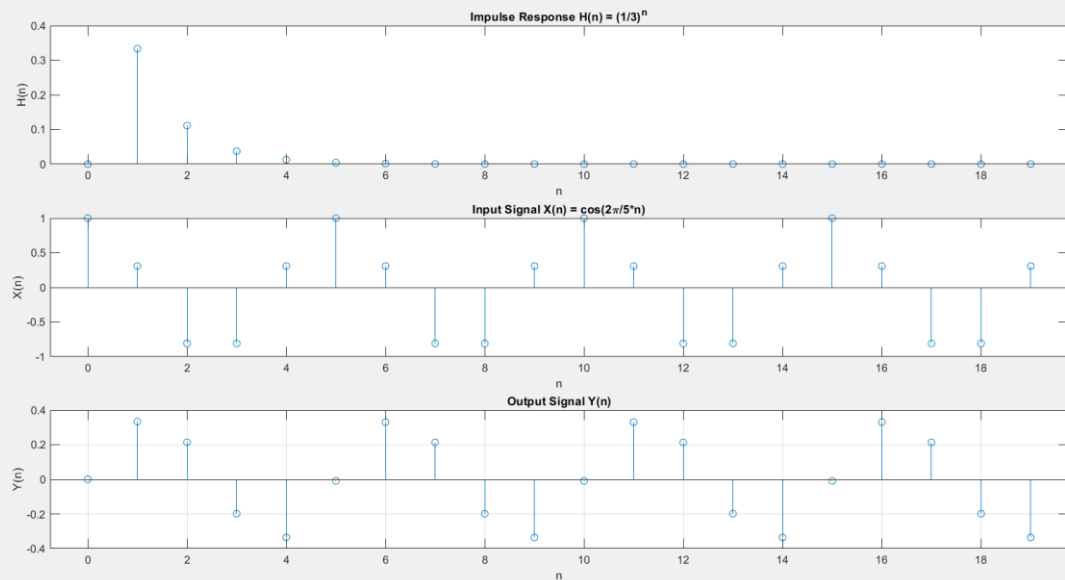 Impulse Response H(n) = (1/3)^n
H(n)
0.4
0.3
0.2
0.1
0
0 2 4 6 8 10 12 14 16 18
n
Input Signal X(n) = cos(2π/5*n)
X(n)
1
0.5
0
-0.5
-1
0 2 4 6 8 10 12 14 16 18
n
Output Signal Y(n)
Y(n)
0.4
0.2
0
-0.2
-0.4
0 2 4 6 8 10 12 14 16 18
n